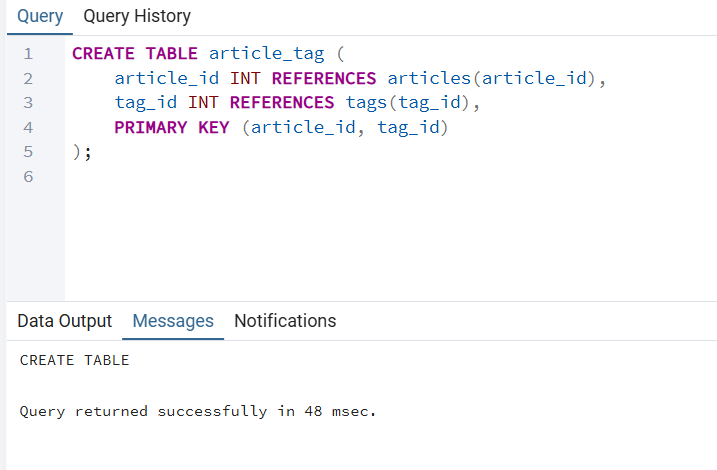 Query Query History
1 CREATE TABLE article_tag (
2     article_id INT REFERENCES articles(article_id),
3     tag_id INT REFERENCES tags(tag_id),
4     PRIMARY KEY (article_id, tag_id)
5 );
6
Data Output Messages Notifications
CREATE TABLE
Query returned successfully in 48 msec.